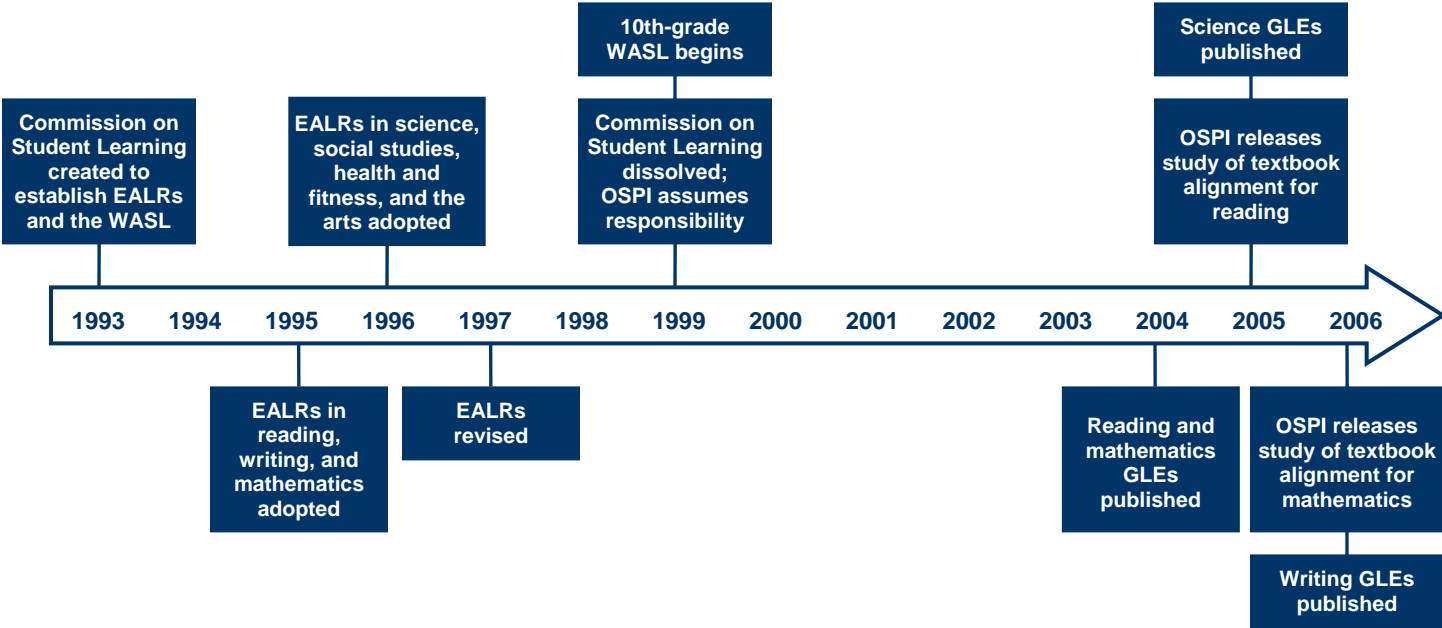 10th-grade
WASL begins
Science GLEs
published
Commission on
Student Learning
created to
establish EALRs
and the WASL
EALRs in science,
social studies,
health and
fitness, and the
arts adopted
Commission on
Student Learning
dissolved;
OSPI assumes
responsibility
OSPI releases
study of textbook
alignment for
reading
1993 1994 1995 1996 1997 1998 1999 2000 2001 2002 2003 2004 2005 2006
EALRs in
reading,
writing, and
mathematics
adopted
EALRs
revised
Reading and
mathematics
GLEs
published
OSPI releases
study of textbook
alignment for
mathematics
Writing GLEs
published